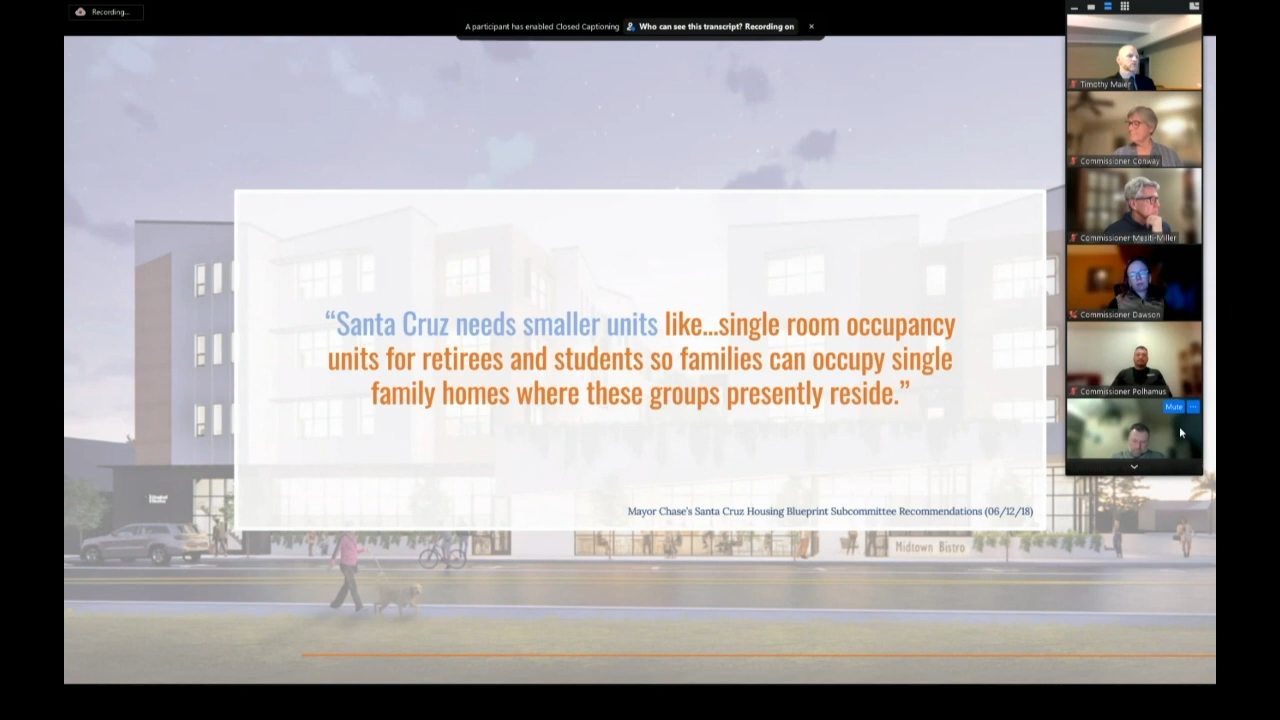 Recording...
A participant has enabled Closed Captioning Who can see this transcript? Recording on
Timothy Maier
Commissioner Conway
Commissioner Mesiti-Miller
Commissioner Dawson
Commissioner Polhamus
Mute
“Santa Cruz needs smaller units like...single room occupancy
units for retirees and students so families can occupy single
family homes where these groups presently reside.”
Mayor Chase's Santa Cruz Housing Blueprint Subcommittee Recommendations (06/12/18)
Midtown Bistro